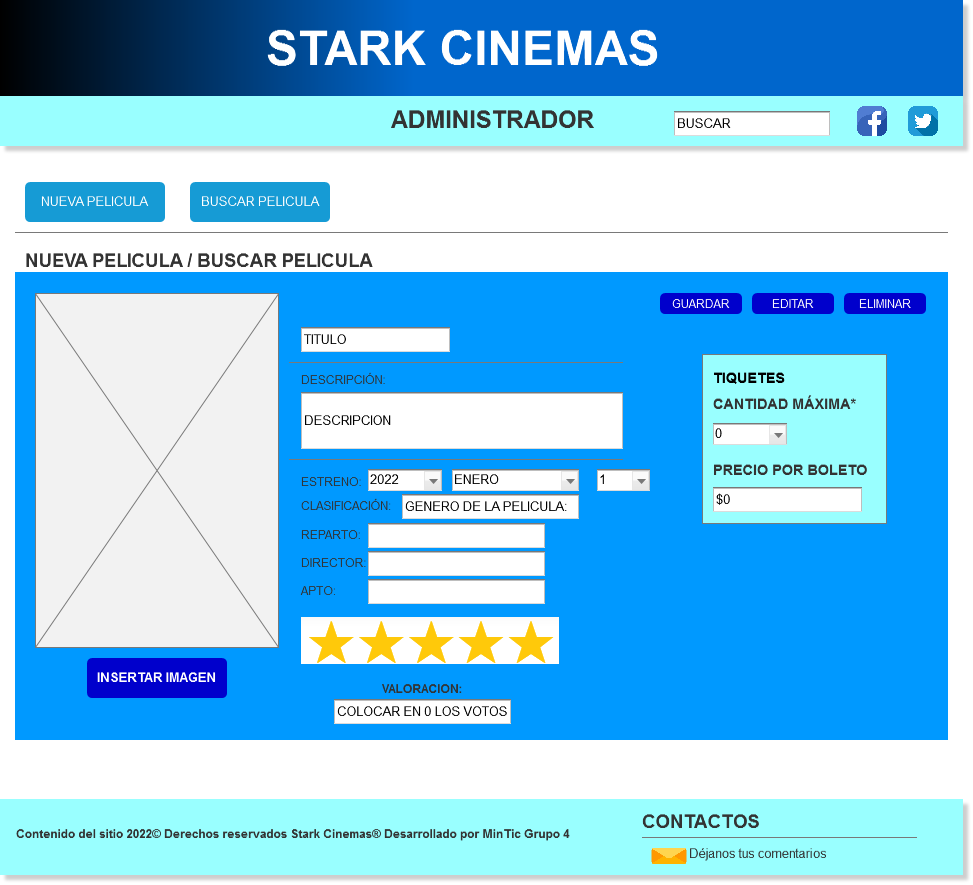 STARK CINEMAS
ADMINISTRADOR
BUSCAR
NUEVA PELICULA
BUSCAR PELICULA
NUEVA PELICULA / BUSCAR PELICULA
GUARDAR
EDITAR
ELIMINAR
TITULO
DESCRIPCIÓN:
DESCRIPCION
ESTRENO:
2022
ENERO
1
CLASIFICACIÓN:
GENERO DE LA PELICULA:
REPARTO:
DIRECTOR:
APTO:
VALORACION:
COLOCAR EN 0 LOS VOTOS
INSERTAR IMAGEN
TIQUETES
CANTIDAD MÁXIMA*
0
PRECIO POR BOLETO
$0
Contenido del sitio 2022© Derechos reservados Stark Cinemas® Desarrollado por MinTic Grupo 4
CONTACTOS
Déjanos tus comentarios